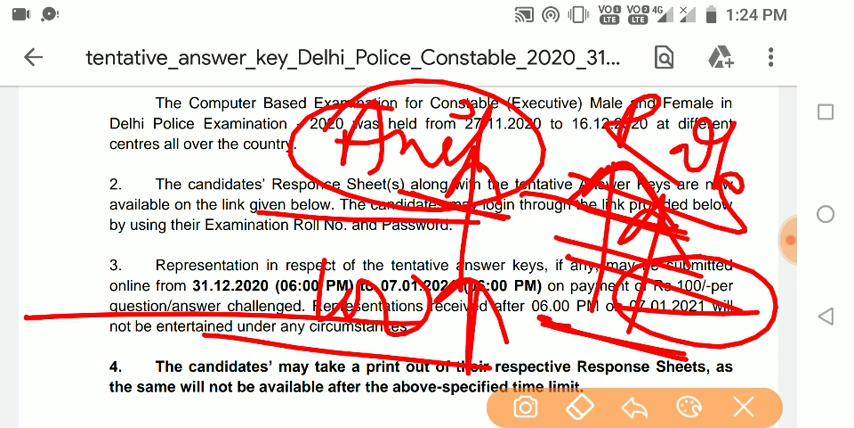 VO 1 LTE VO 2 LTE 4G 1:24 PM
tentative_answer_key_Delhi_Police_Constable_2020_31...
The Computer Based Examination for Constable (Executive) Male and Female in
Delhi Police Examination - 2020 was held from 27.11.2020 to 16.12.2020 at different
centres all over the country.
2. The candidates' Response Sheet(s) along with the tentative Answer Keys are now
available on the link given below. The candidates may login through the link provided below
by using their Examination Roll No. and Password.
3. Representation in respect of the tentative answer keys, if any, may be submitted
online from 31.12.2020 (06:00 PM) to 07.01.2021 (06:00 PM) on payment of Rs.100/-per
question/answer challenged. Representations received after 06.00 PM on 07.01.2021 will
not be entertained under any circumstances.
4. The candidates' may take a print out of their respective Response Sheets, as
the same will not be available after the above-specified time limit.